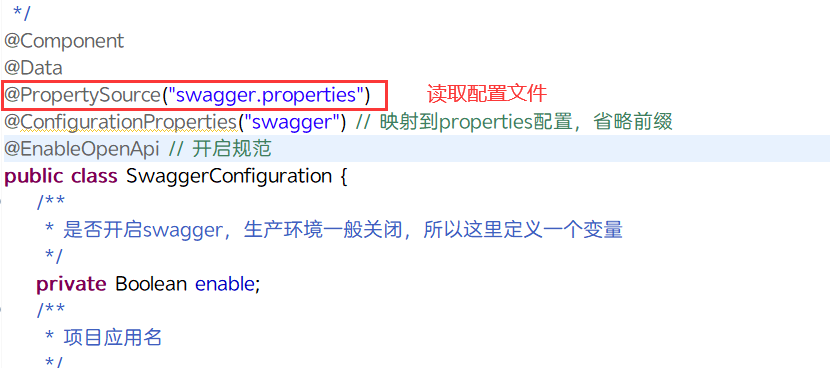 */
@Component
@Data
@PropertySource("swagger.properties") 读取配置文件
@ConfigurationProperties("swagger") // 映射到properties配置，省略前缀
@EnableOpenApi // 开启规范
public class SwaggerConfiguration {
/**
* 是否开启swagger，生产环境一般关闭，所以这里定义一个变量
*/
private Boolean enable;
/**
* 项目应用名
*/